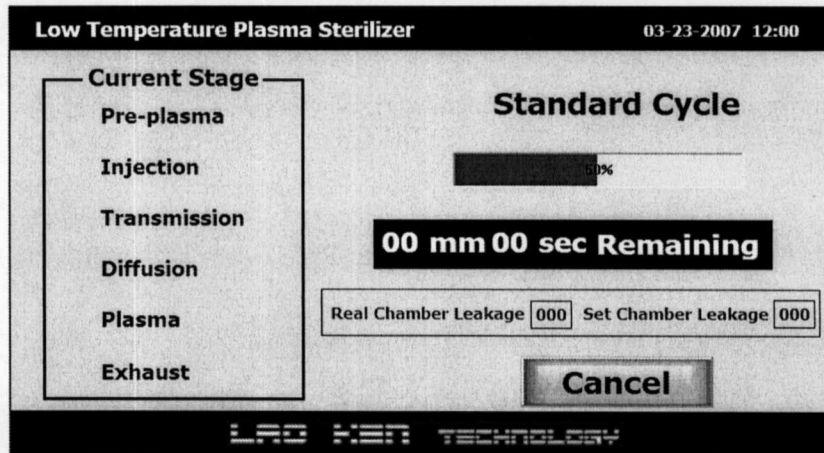 Low Temperature Plasma Sterilizer 03-23-2007 12:00
Current Stage
Pre-plasma
Injection
Transmission
Diffusion
Plasma
Exhaust
Standard Cycle
50%
00 mm 00 sec Remaining
Real Chamber Leakage 000 Set Chamber Leakage 000
Cancel
LAO KEN TECHNOLOGY